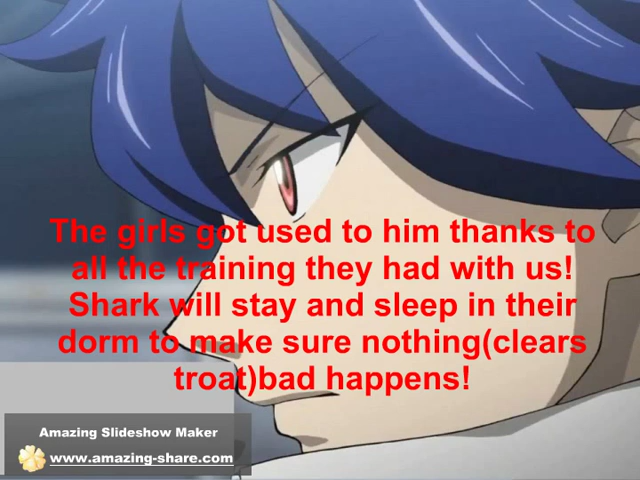 The girls got used to him thanks to
all the training they had with us!
Shark will stay and sleep in their
dorm to make sure nothing(clears
troat)bad happens!
Amazing Slideshow Maker
www.amazing-share.com